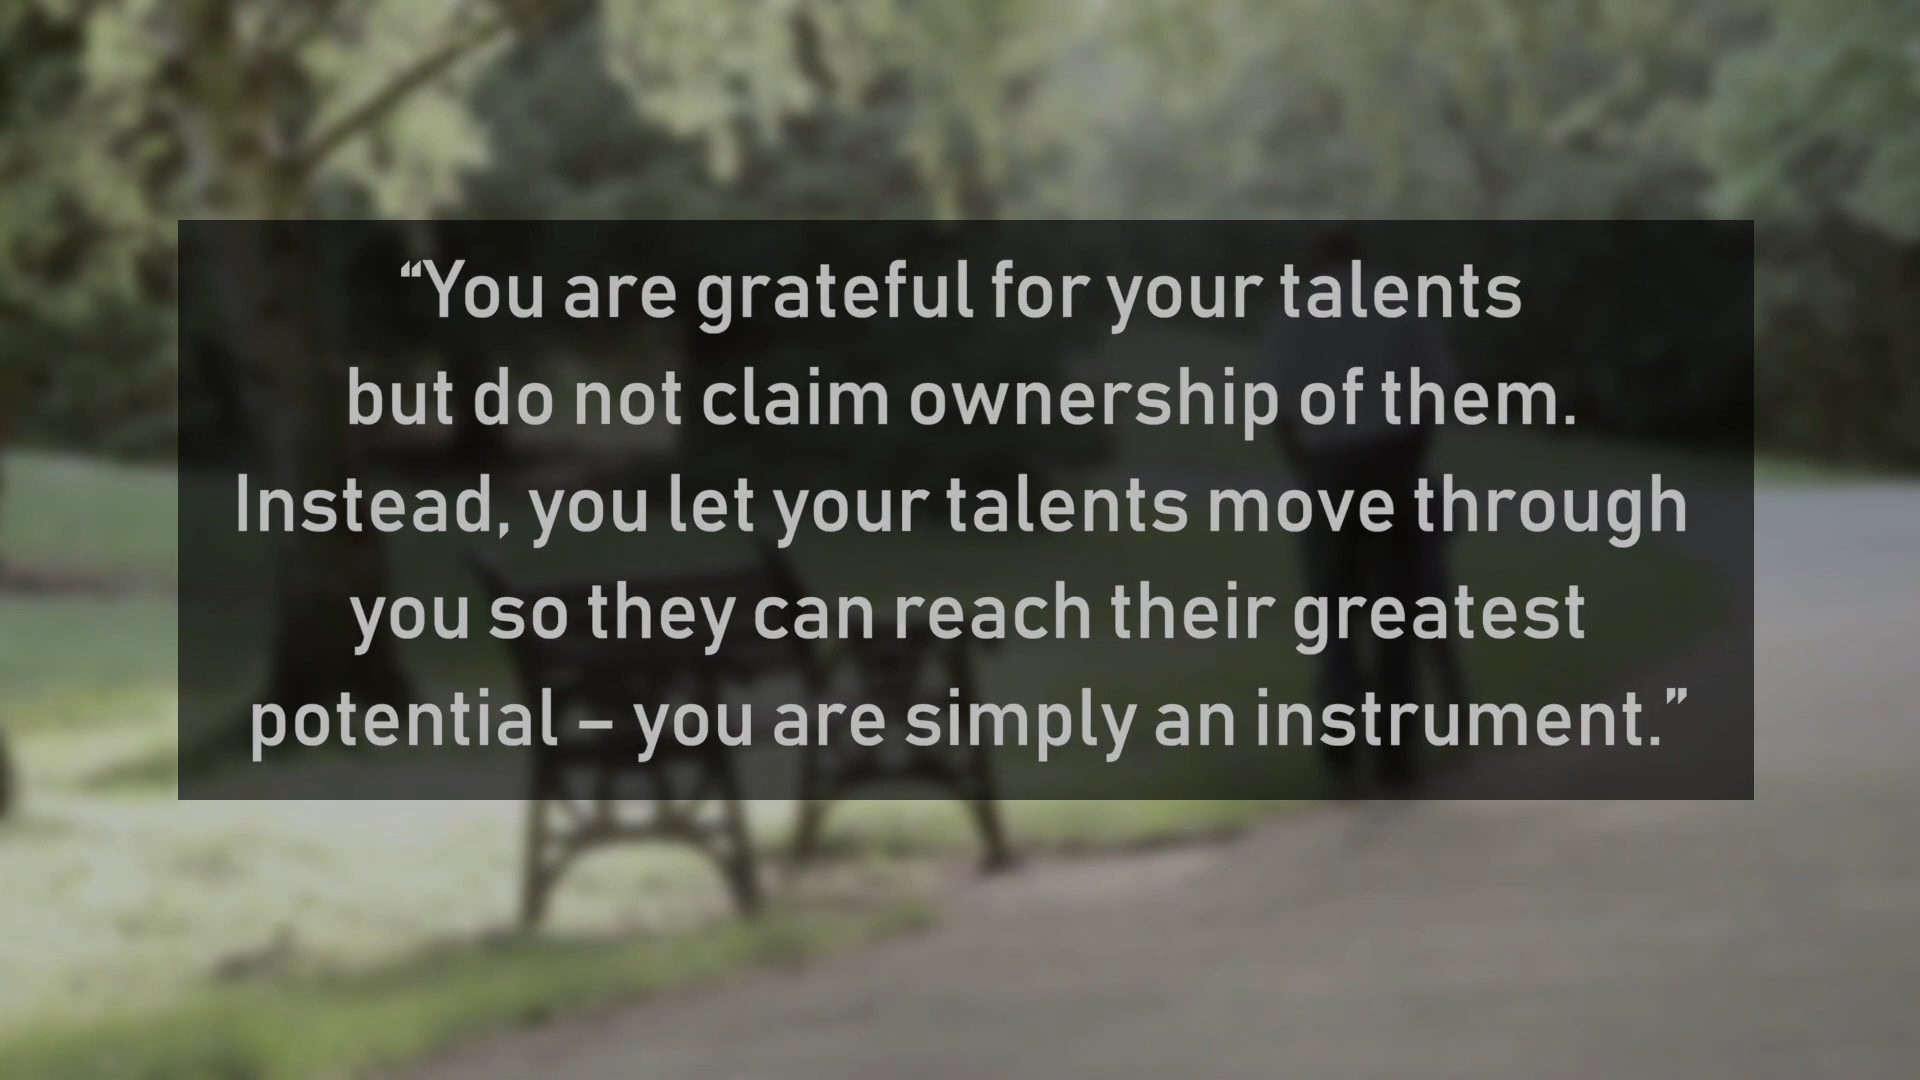 “You are grateful for your talents
but do not claim ownership of them.
Instead, you let your talents move through
you so they can reach their greatest
potential – you are simply an instrument.”